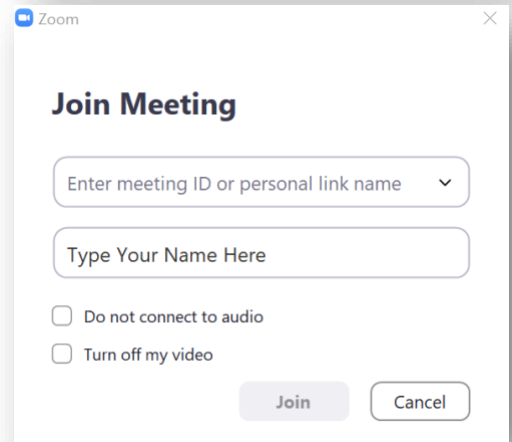 Zoom
Join Meeting
Enter meeting ID or personal link name
Type Your Name Here
Do not connect to audio
Turn off my video
Join Cancel